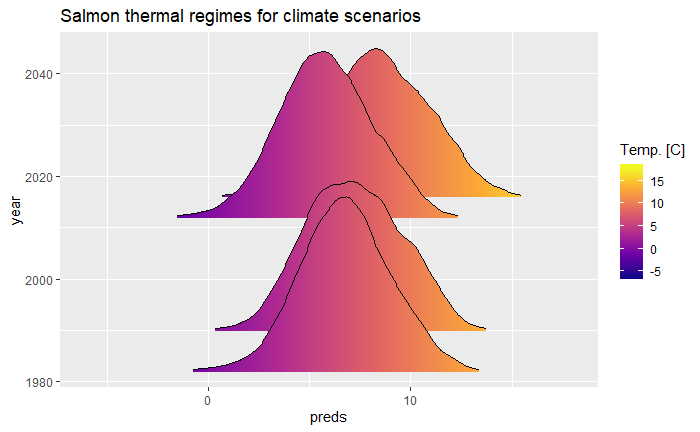 Salmon thermal regimes for climate scenarios
2040
2020
2000
1980
year
0
10
preds
Temp. [C]
15
10
5
0
-5